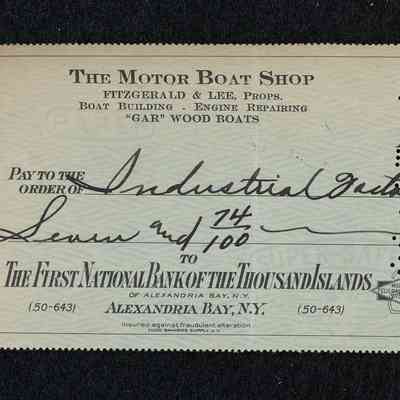 THE MOTOR BOAT SHOP
FITZGERALD & LEE, PROPS.
BOAT BUILDING - ENGINE REPAIRING
"GAR" WOOD BOATS
PAY TO THE
ORDER OF Industrial
Seven and 74/100
TO
THE FIRST NATIONAL BANK OF THE THOUSAND ISLANDS
OF ALEXANDRIA BAY, N.Y.
(50-643) ALEXANDRIA BAY, N.Y. (50-643)
Insured against fraudulent alteration